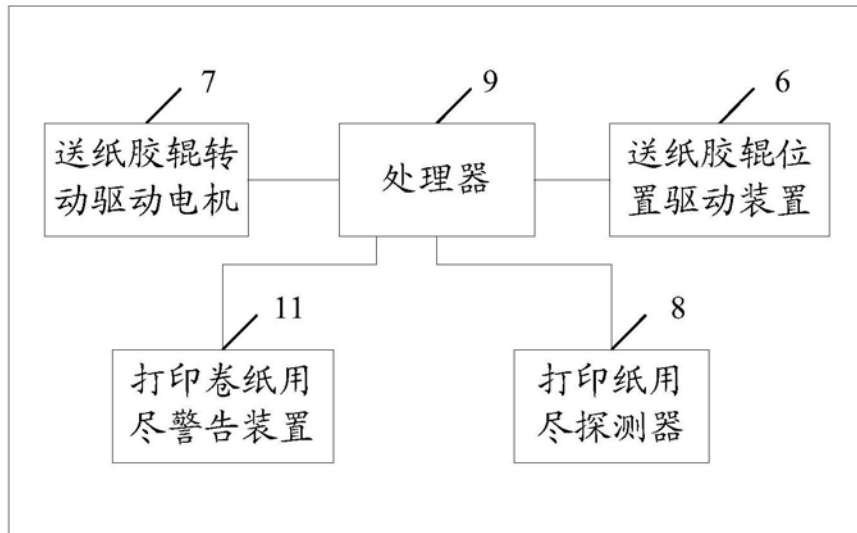 7
9
6
送纸胶辊转
动驱动电机
处理器
送纸胶辊位
置驱动装置
11
8
打印卷纸用
尽警告装置
打印纸用
尽探测器